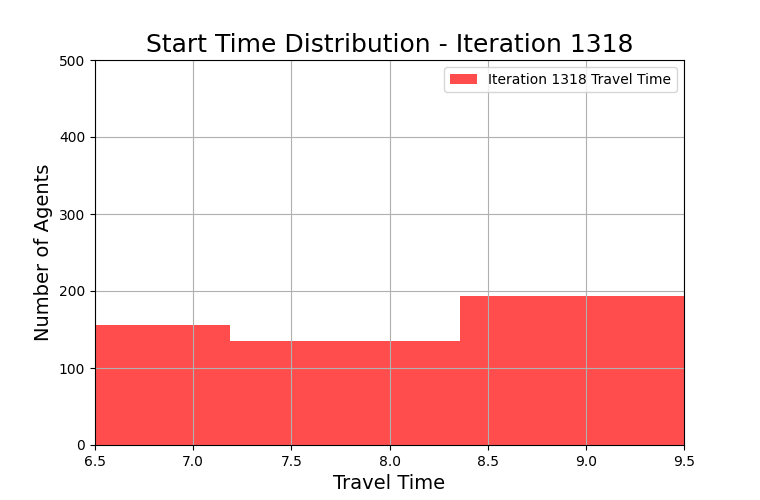 Start Time Distribution - Iteration 1318
500
Iteration 1318 Travel Time
400
300
200
100
0
Number of Agents
6.5 7.0 7.5 8.0 8.5 9.0 9.5
Travel Time